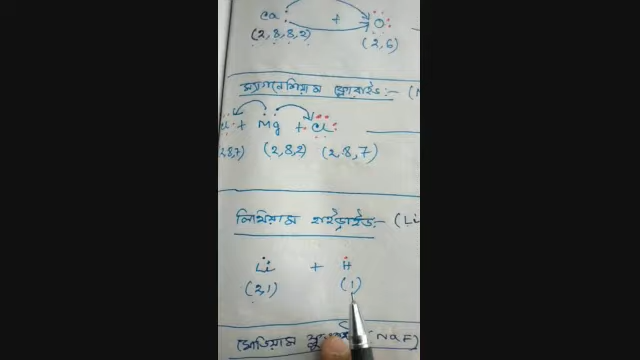 Ca + O
(2,8,8,2) (2,6)
ম্যাগনেশিয়াম ক্লোরাইড:- (M
Cl + Mg + Cl
2,8,7) (2,8,2) (2,8,7)
লিথিয়াম হাইড্রাইড:- (Li
Li + H
(2,1) (1)
সোডিয়াম NaF)